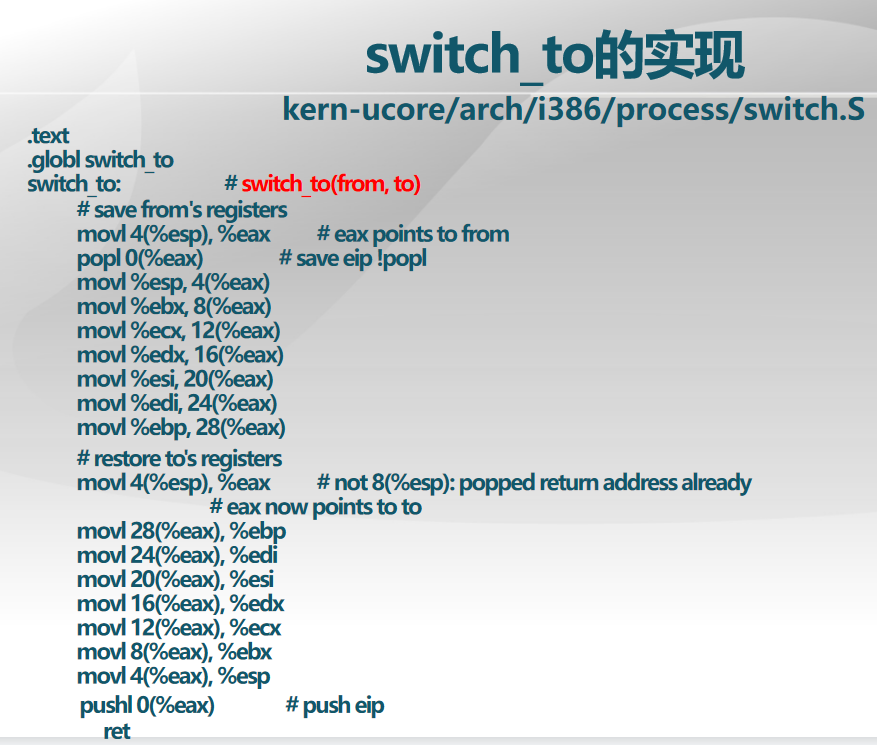 switch_to的实现
kern-ucore/arch/i386/process/switch.S
.text
.globl switch_to
switch_to: # switch_to(from, to)
# save from's registers
movl 4(%esp), %eax # eax points to from
popl 0(%eax) # save eip !popl
movl %esp, 4(%eax)
movl %ebx, 8(%eax)
movl %ecx, 12(%eax)
movl %edx, 16(%eax)
movl %esi, 20(%eax)
movl %edi, 24(%eax)
movl %ebp, 28(%eax)
# restore to's registers
movl 4(%esp), %eax # not 8(%esp): popped return address already
# eax now points to to
movl 28(%eax), %ebp
movl 24(%eax), %edi
movl 20(%eax), %esi
movl 16(%eax), %edx
movl 12(%eax), %ecx
movl 8(%eax), %ebx
movl 4(%eax), %esp
pushl 0(%eax) # push eip
ret